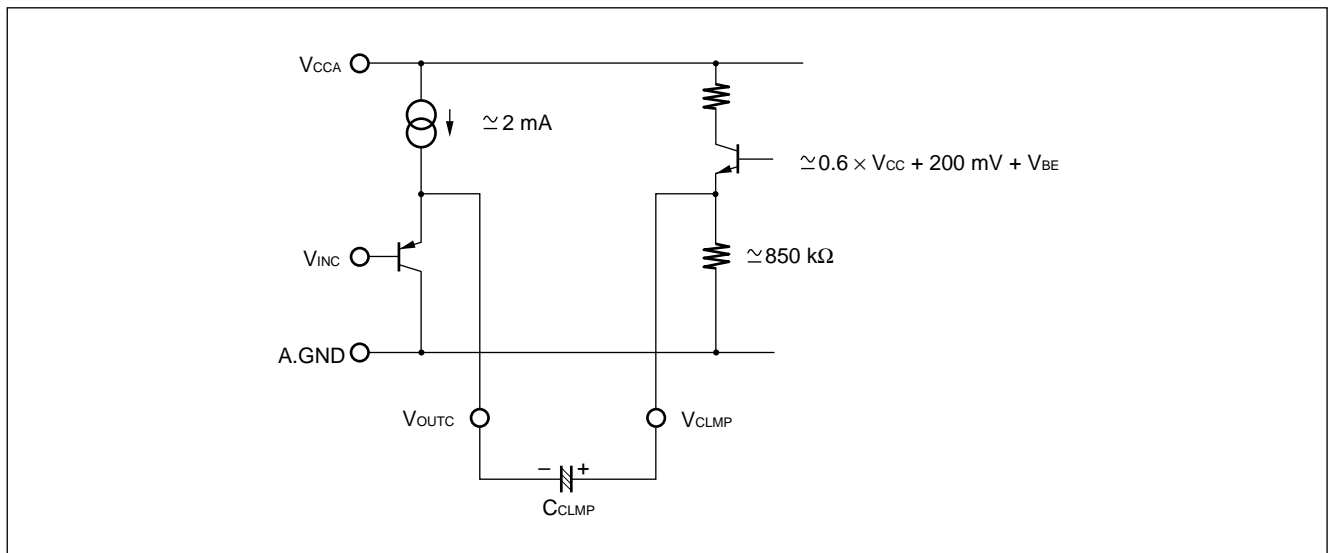 VCCA
≃2 mA
≃0.6 × VCC + 200 mV + VBE
VINC
≃850 kΩ
A.GND
VOUTC
VCLMP
− +
CCLMP